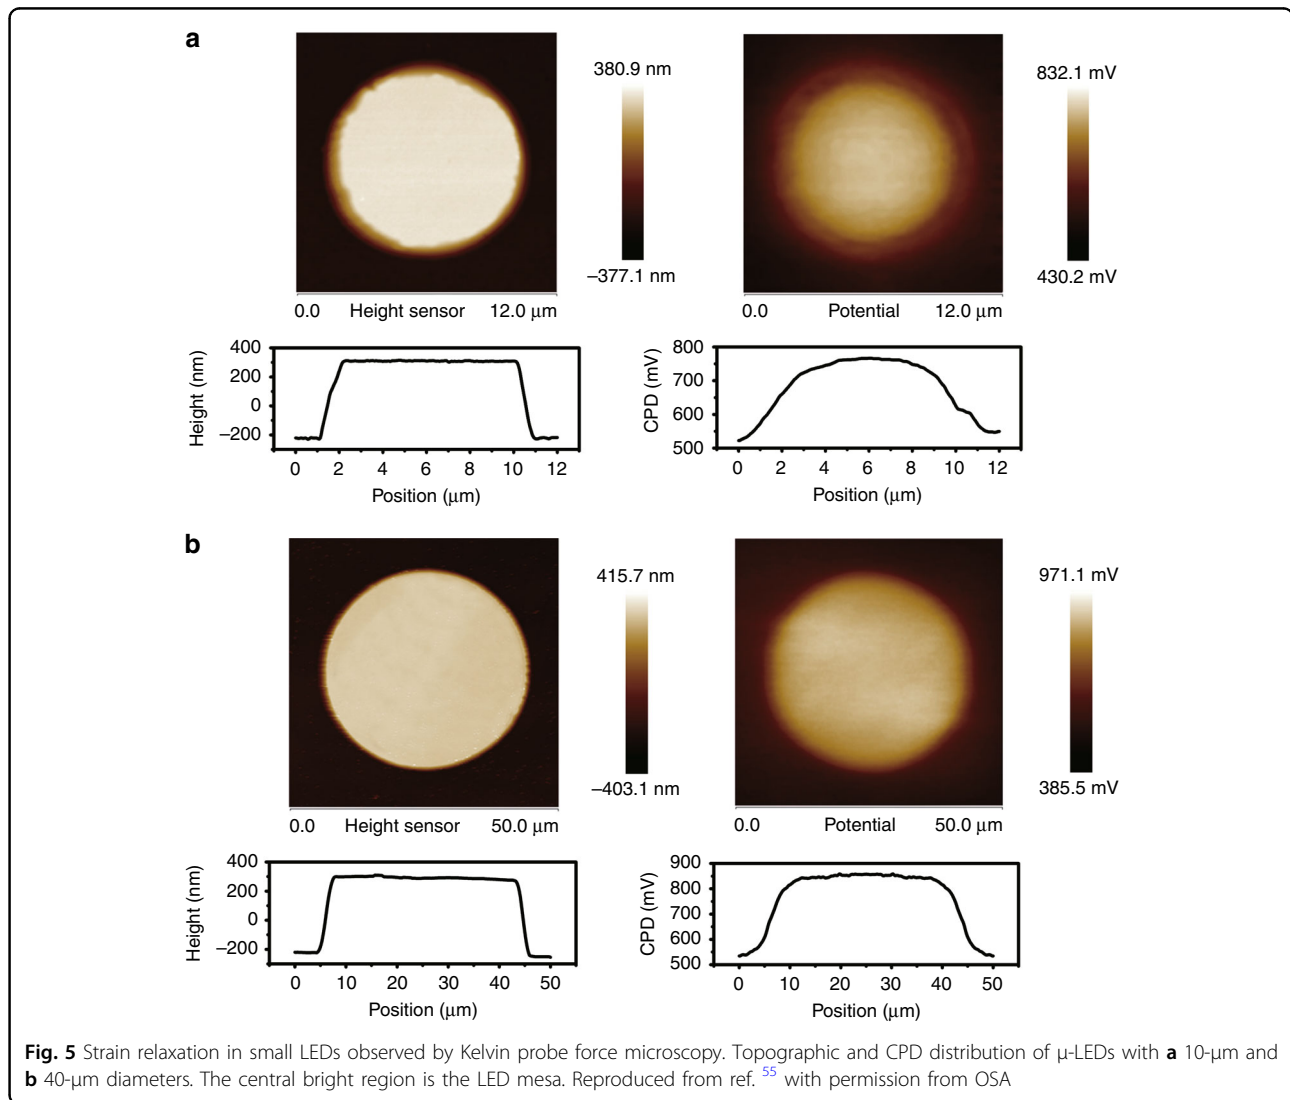 a
380.9 nm
−377.1 nm
0.0 Height sensor 12.0 μm
832.1 mV
430.2 mV
0.0 Potential 12.0 μm
400
200
0
−200
Height (nm)
0 2 4 6 8 10 12
Position (μm)
800
700
600
500
CPD (mV)
0 2 4 6 8 10 12
Position (μm)
b
415.7 nm
−403.1 nm
0.0 Height sensor 50.0 μm
971.1 mV
385.5 mV
0.0 Potential 50.0 μm
400
200
0
−200
Height (nm)
0 10 20 30 40 50
Position (μm)
900
800
700
600
500
CPD (mV)
0 10 20 30 40 50
Position (μm)
Fig. 5 Strain relaxation in small LEDs observed by Kelvin probe force microscopy. Topographic and CPD distribution of μ-LEDs with a 10-μm and
b 40-μm diameters. The central bright region is the LED mesa. Reproduced from ref. 55 with permission from OSA